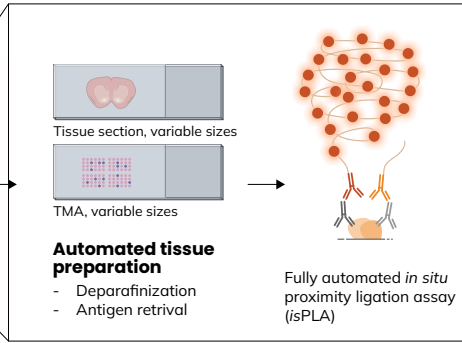 Tissue section, variable sizes
TMA, variable sizes
Automated tissue
preparation
- Deparafinization
- Antigen retrival
Fully automated in situ
proximity ligation assay
(isPLA)